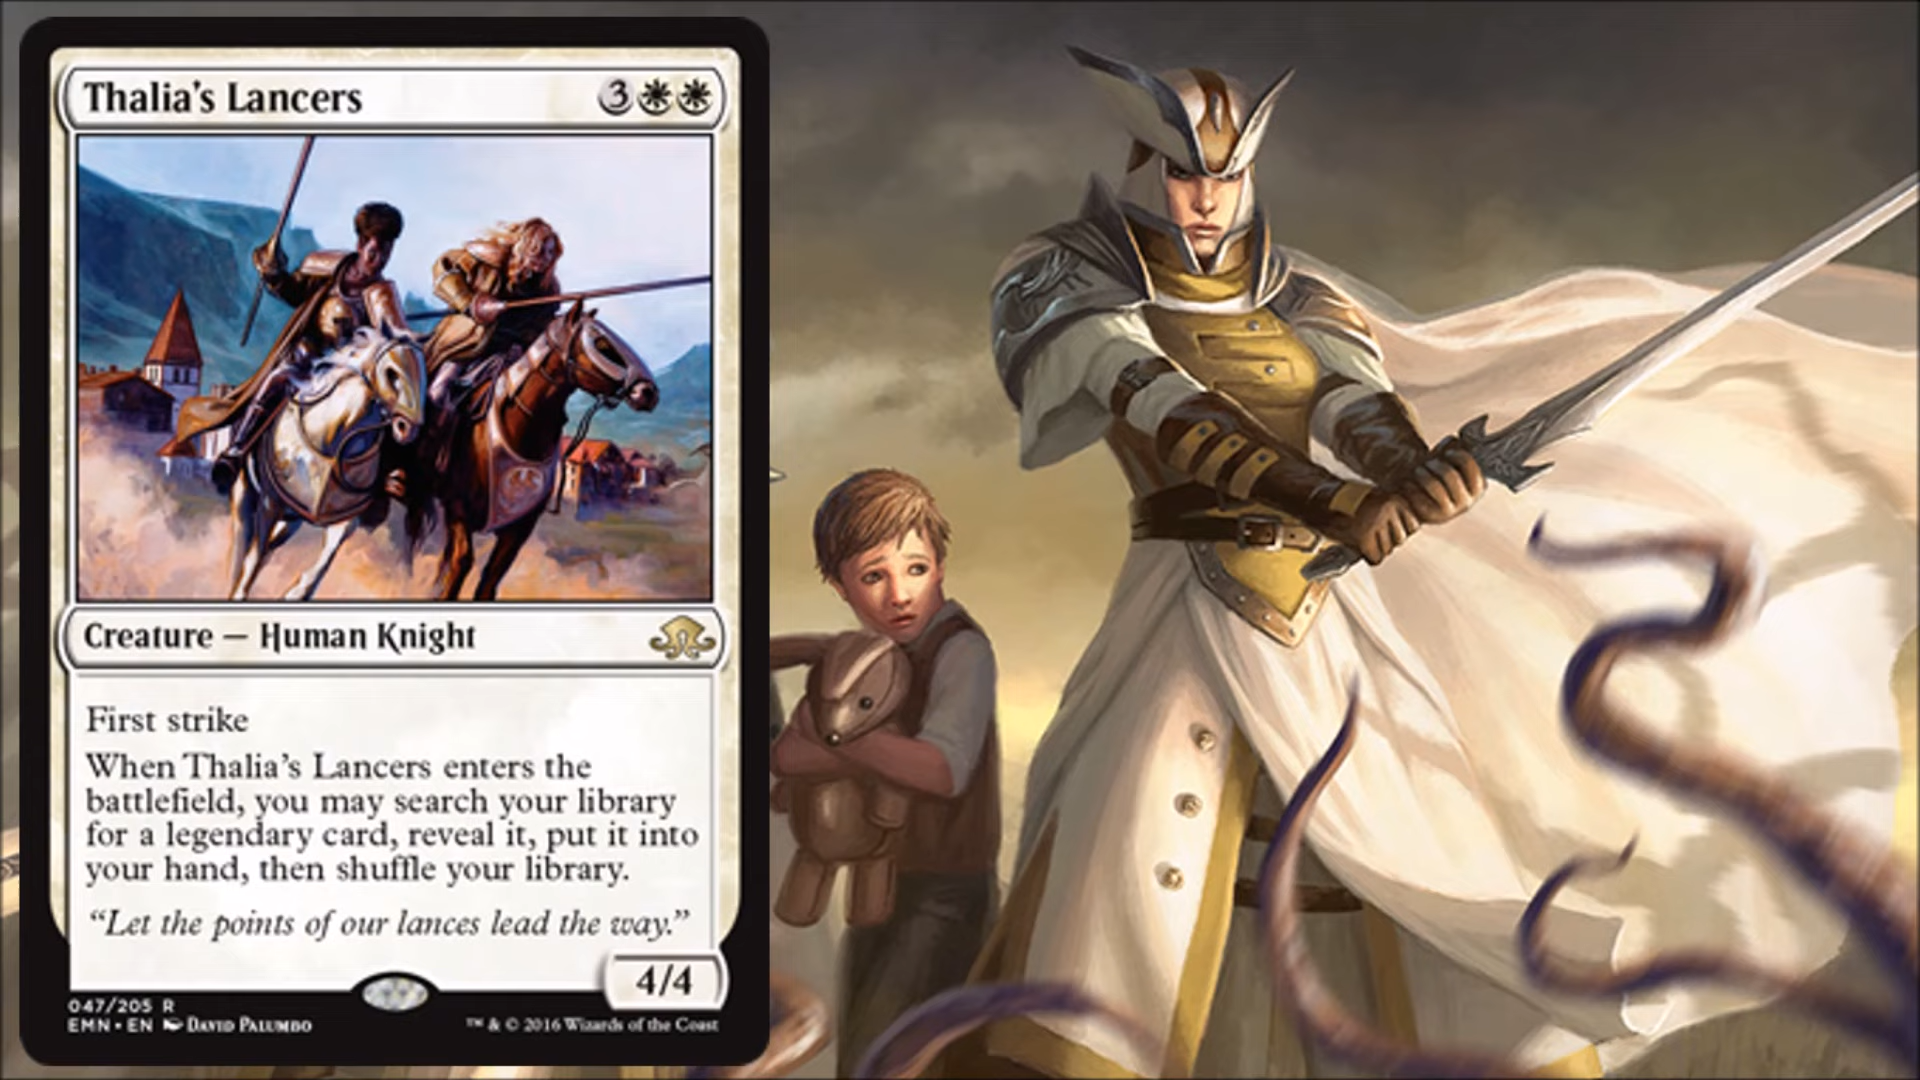 Thalia's Lancers 3
Creature — Human Knight
First strike
When Thalia's Lancers enters the
battlefield, you may search your library
for a legendary card, reveal it, put it into
your hand, then shuffle your library.
“Let the points of our lances lead the way.”
4/4
047/205 R
EMN • EN DAVID PALUMBO
™ & © 2016 Wizards of the Coast